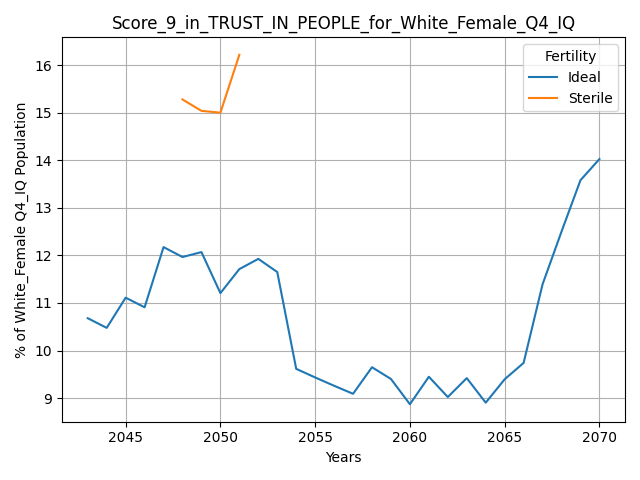 Score_9_in_TRUST_IN_PEOPLE_for_White_Female_Q4_IQ
Fertility
Ideal
Sterile
% of White_Female Q4_IQ Population
16
15
14
13
12
11
10
9
2045 2050 2055 2060 2065 2070
Years